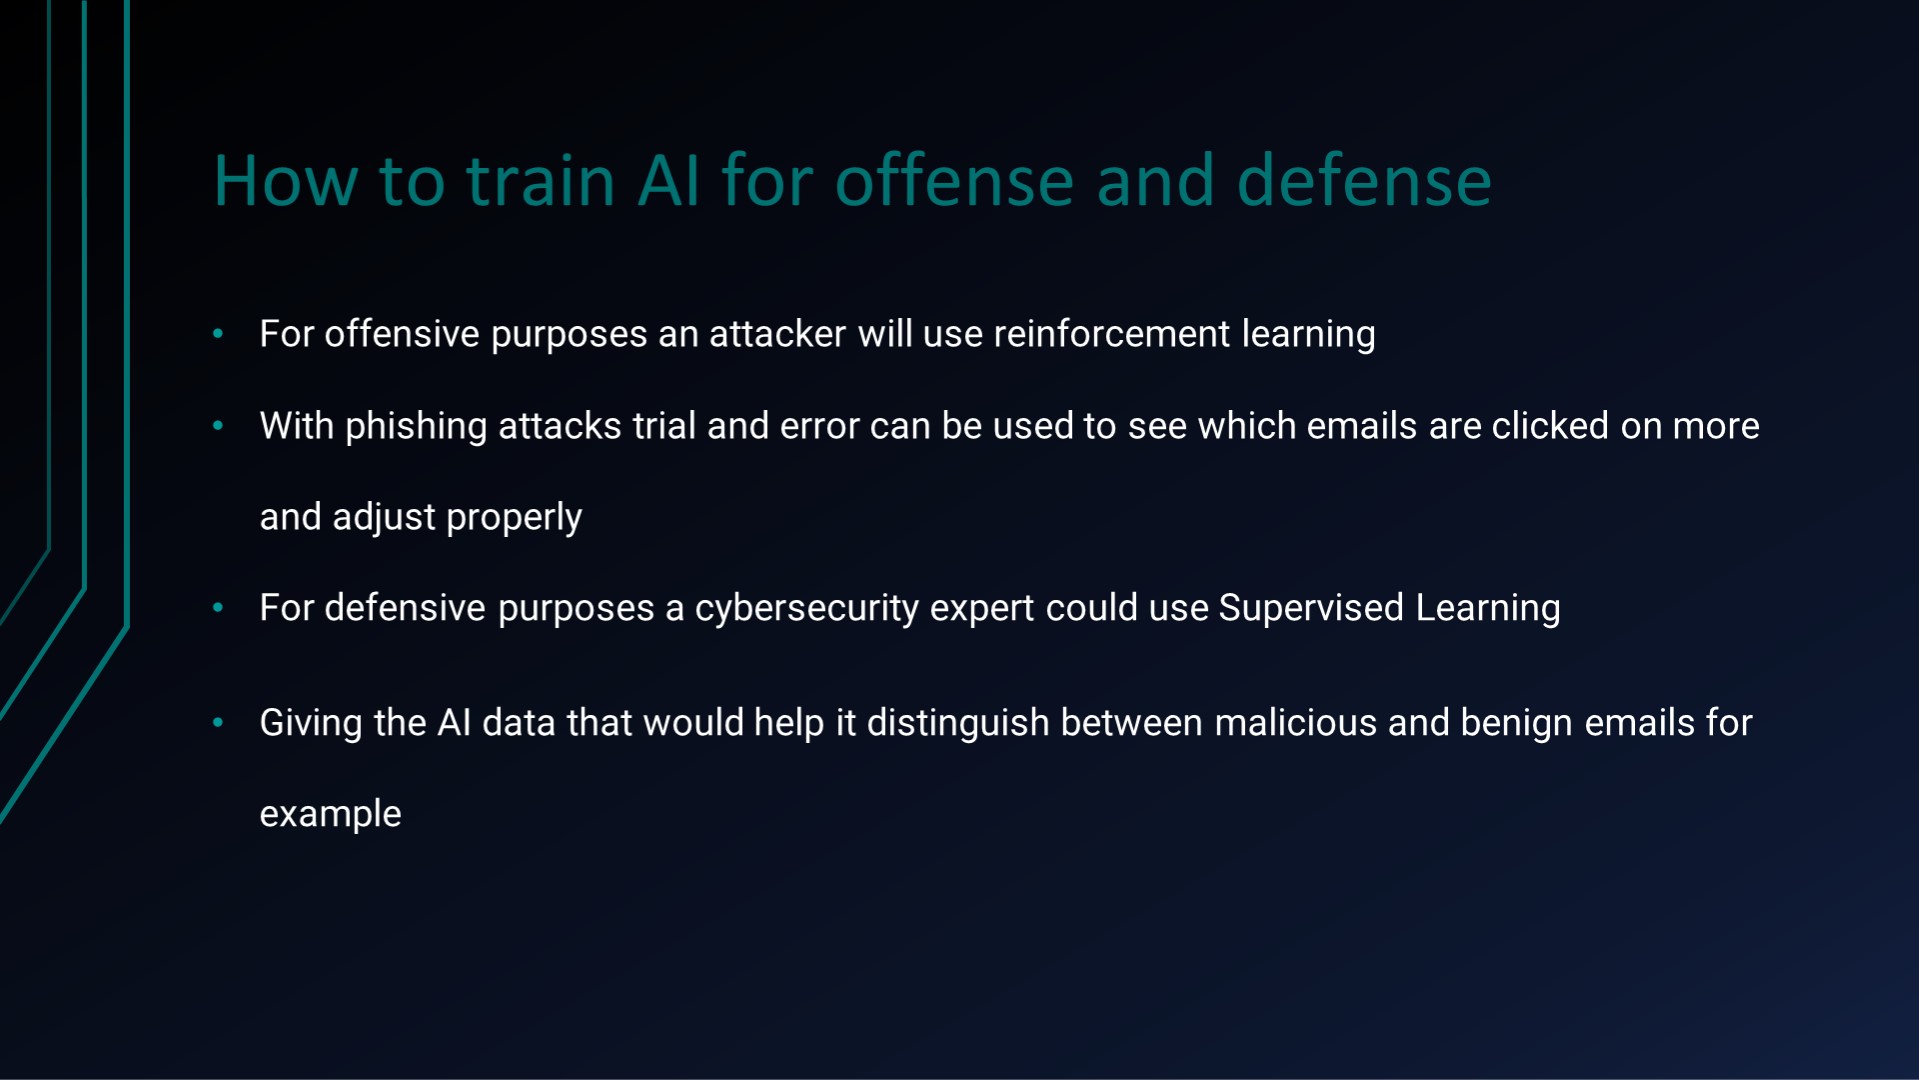 How to train AI for offense and defense
• For offensive purposes an attacker will use reinforcement learning
• With phishing attacks trial and error can be used to see which emails are clicked on more
and adjust properly
• For defensive purposes a cybersecurity expert could use Supervised Learning
• Giving the AI data that would help it distinguish between malicious and benign emails for
example